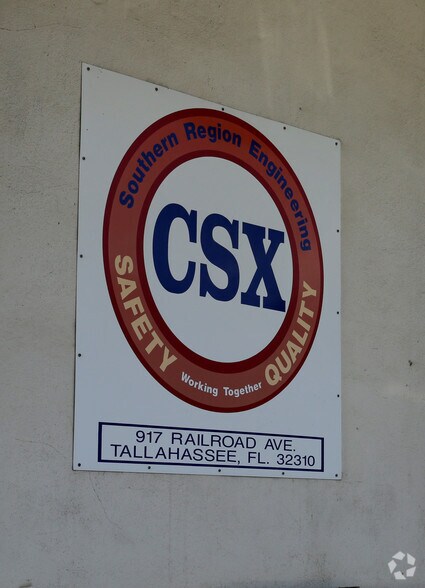 Southern Region Engineering
CSX
SAFETY
Working Together
QUALITY
917 RAILROAD AVE.
TALLAHASSEE, FL. 32310